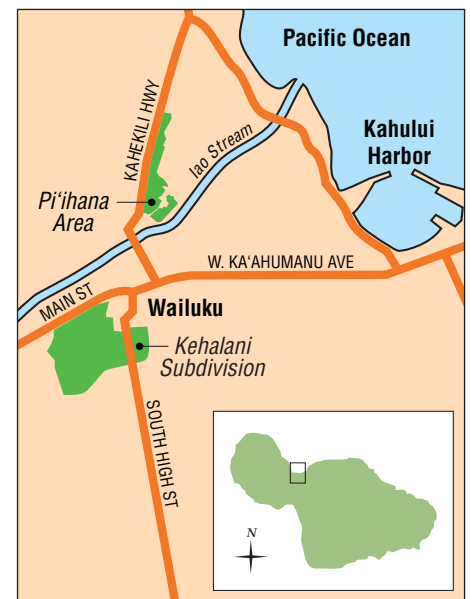 Pacific Ocean
Kahului
Harbor
KAHEKILI HWY
Iao Stream
Pi‘ihana
Area
W. KA‘AHUMANU AVE
MAIN ST
Wailuku
Kehalani
Subdivision
SOUTH HIGH ST
N